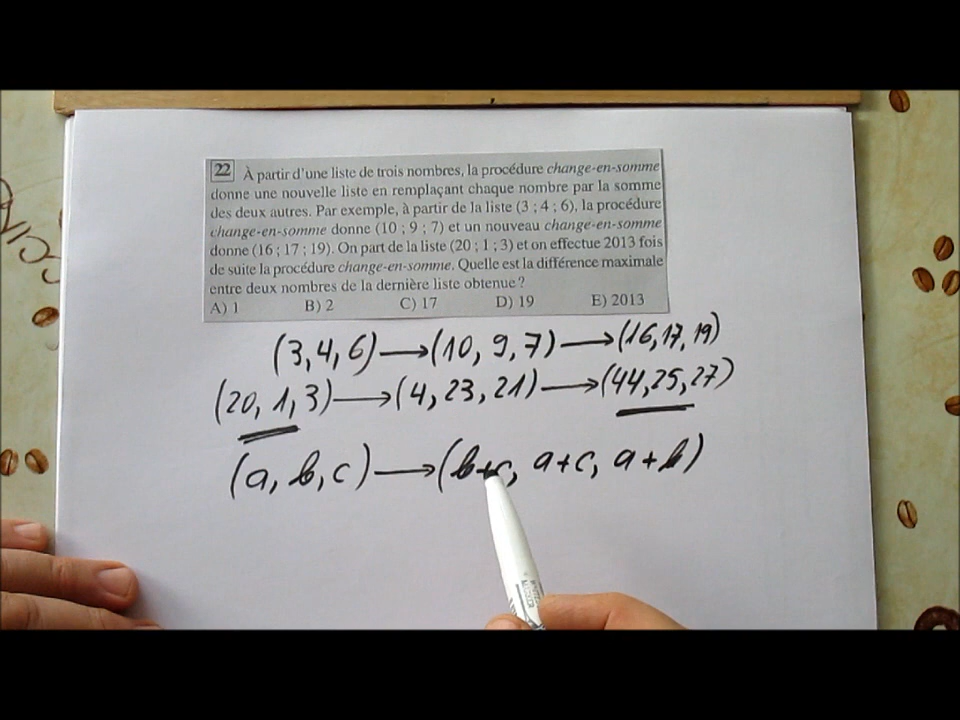 22 À partir d'une liste de trois nombres, la procédure change-en-somme
donne une nouvelle liste en remplaçant chaque nombre par la somme
des deux autres. Par exemple, à partir de la liste (3 ; 4 ; 6), la procédure
change-en-somme donne (10 ; 9 ; 7) et un nouveau change-en-somme
donne (16 ; 17 ; 19). On part de la liste (20 ; 1 ; 3) et on effectue 2013 fois
de suite la procédure change-en-somme. Quelle est la différence maximale
entre deux nombres de la dernière liste obtenue ?
A) 1 B) 2 C) 17 D) 19 E) 2013
(3, 4, 6) → (10, 9, 7) → (16, 17, 19)
(20, 1, 3) → (4, 23, 21) → (44, 25, 27)
(a, b, c) → (b+c, a+c, a+b)